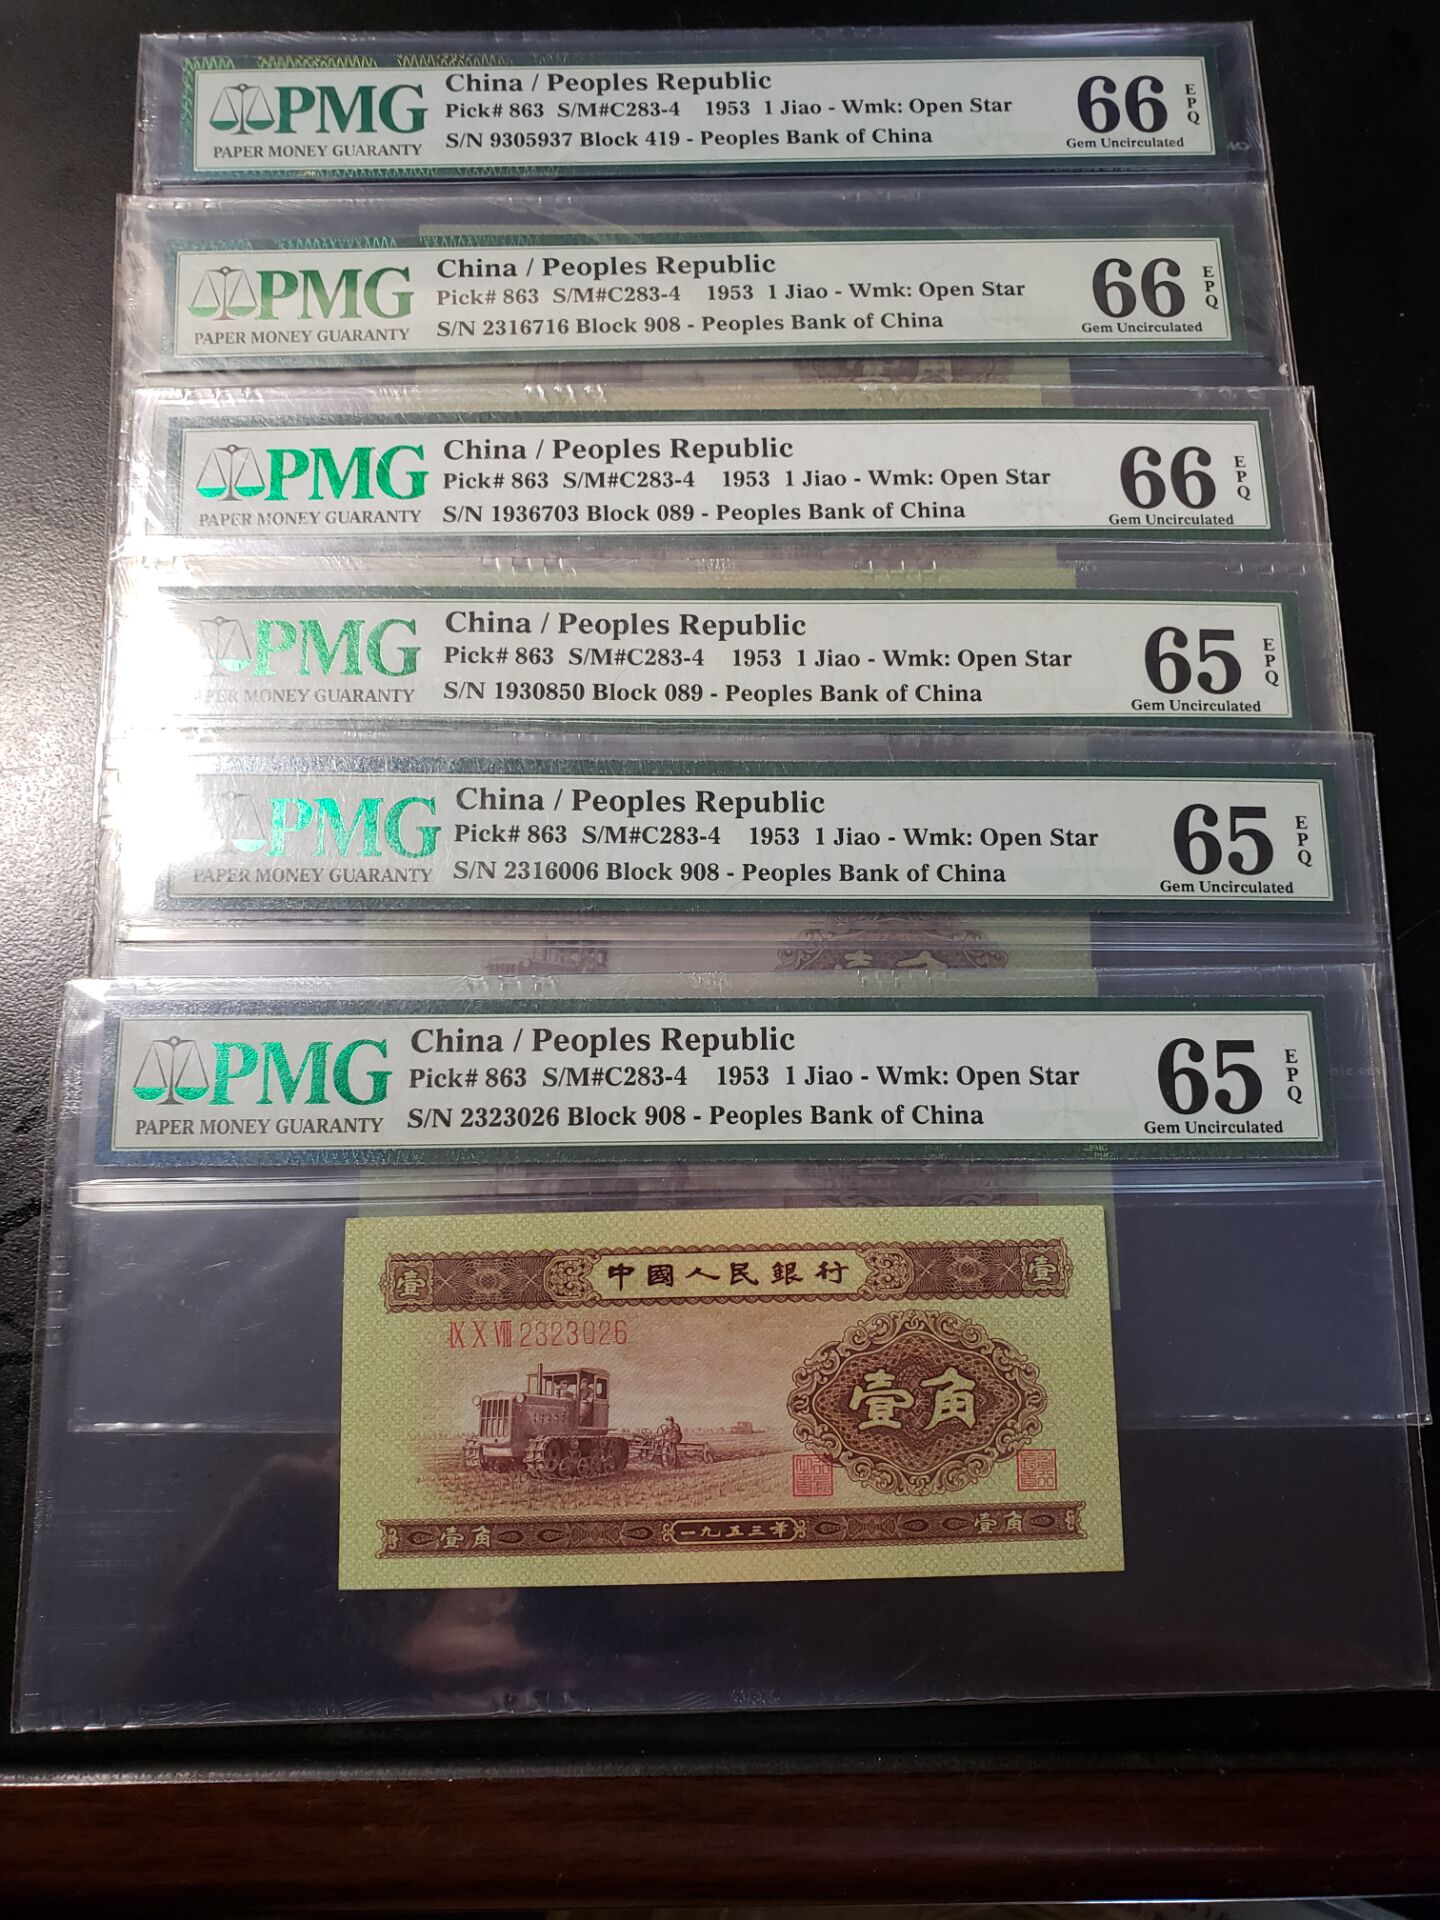 PMG
PAPER MONEY GUARANTY
China / Peoples Republic
Pick# 863 S/M#C283-4 1953 1 Jiao - Wmk: Open Star
S/N 9305937 Block 419 - Peoples Bank of China
66 EPQ
Gem Uncirculated
PMG
PAPER MONEY GUARANTY
China / Peoples Republic
Pick# 863 S/M#C283-4 1953 1 Jiao - Wmk: Open Star
S/N 2316716 Block 908 - Peoples Bank of China
66 EPQ
Gem Uncirculated
PMG
PAPER MONEY GUARANTY
China / Peoples Republic
Pick# 863 S/M#C283-4 1953 1 Jiao - Wmk: Open Star
S/N 1936703 Block 089 - Peoples Bank of China
66 EPQ
Gem Uncirculated
PMG
PAPER MONEY GUARANTY
China / Peoples Republic
Pick# 863 S/M#C283-4 1953 1 Jiao - Wmk: Open Star
S/N 1930850 Block 089 - Peoples Bank of China
65 EPQ
Gem Uncirculated
PMG
PAPER MONEY GUARANTY
China / Peoples Republic
Pick# 863 S/M#C283-4 1953 1 Jiao - Wmk: Open Star
S/N 2316006 Block 908 - Peoples Bank of China
65 EPQ
Gem Uncirculated
壹角
PMG
PAPER MONEY GUARANTY
China / Peoples Republic
Pick# 863 S/M#C283-4 1953 1 Jiao - Wmk: Open Star
S/N 2323026 Block 908 - Peoples Bank of China
65 EPQ
Gem Uncirculated
壹 中國人民銀行 壹
IX X VIII 2323026
壹角
壹角 一九五三年 壹角